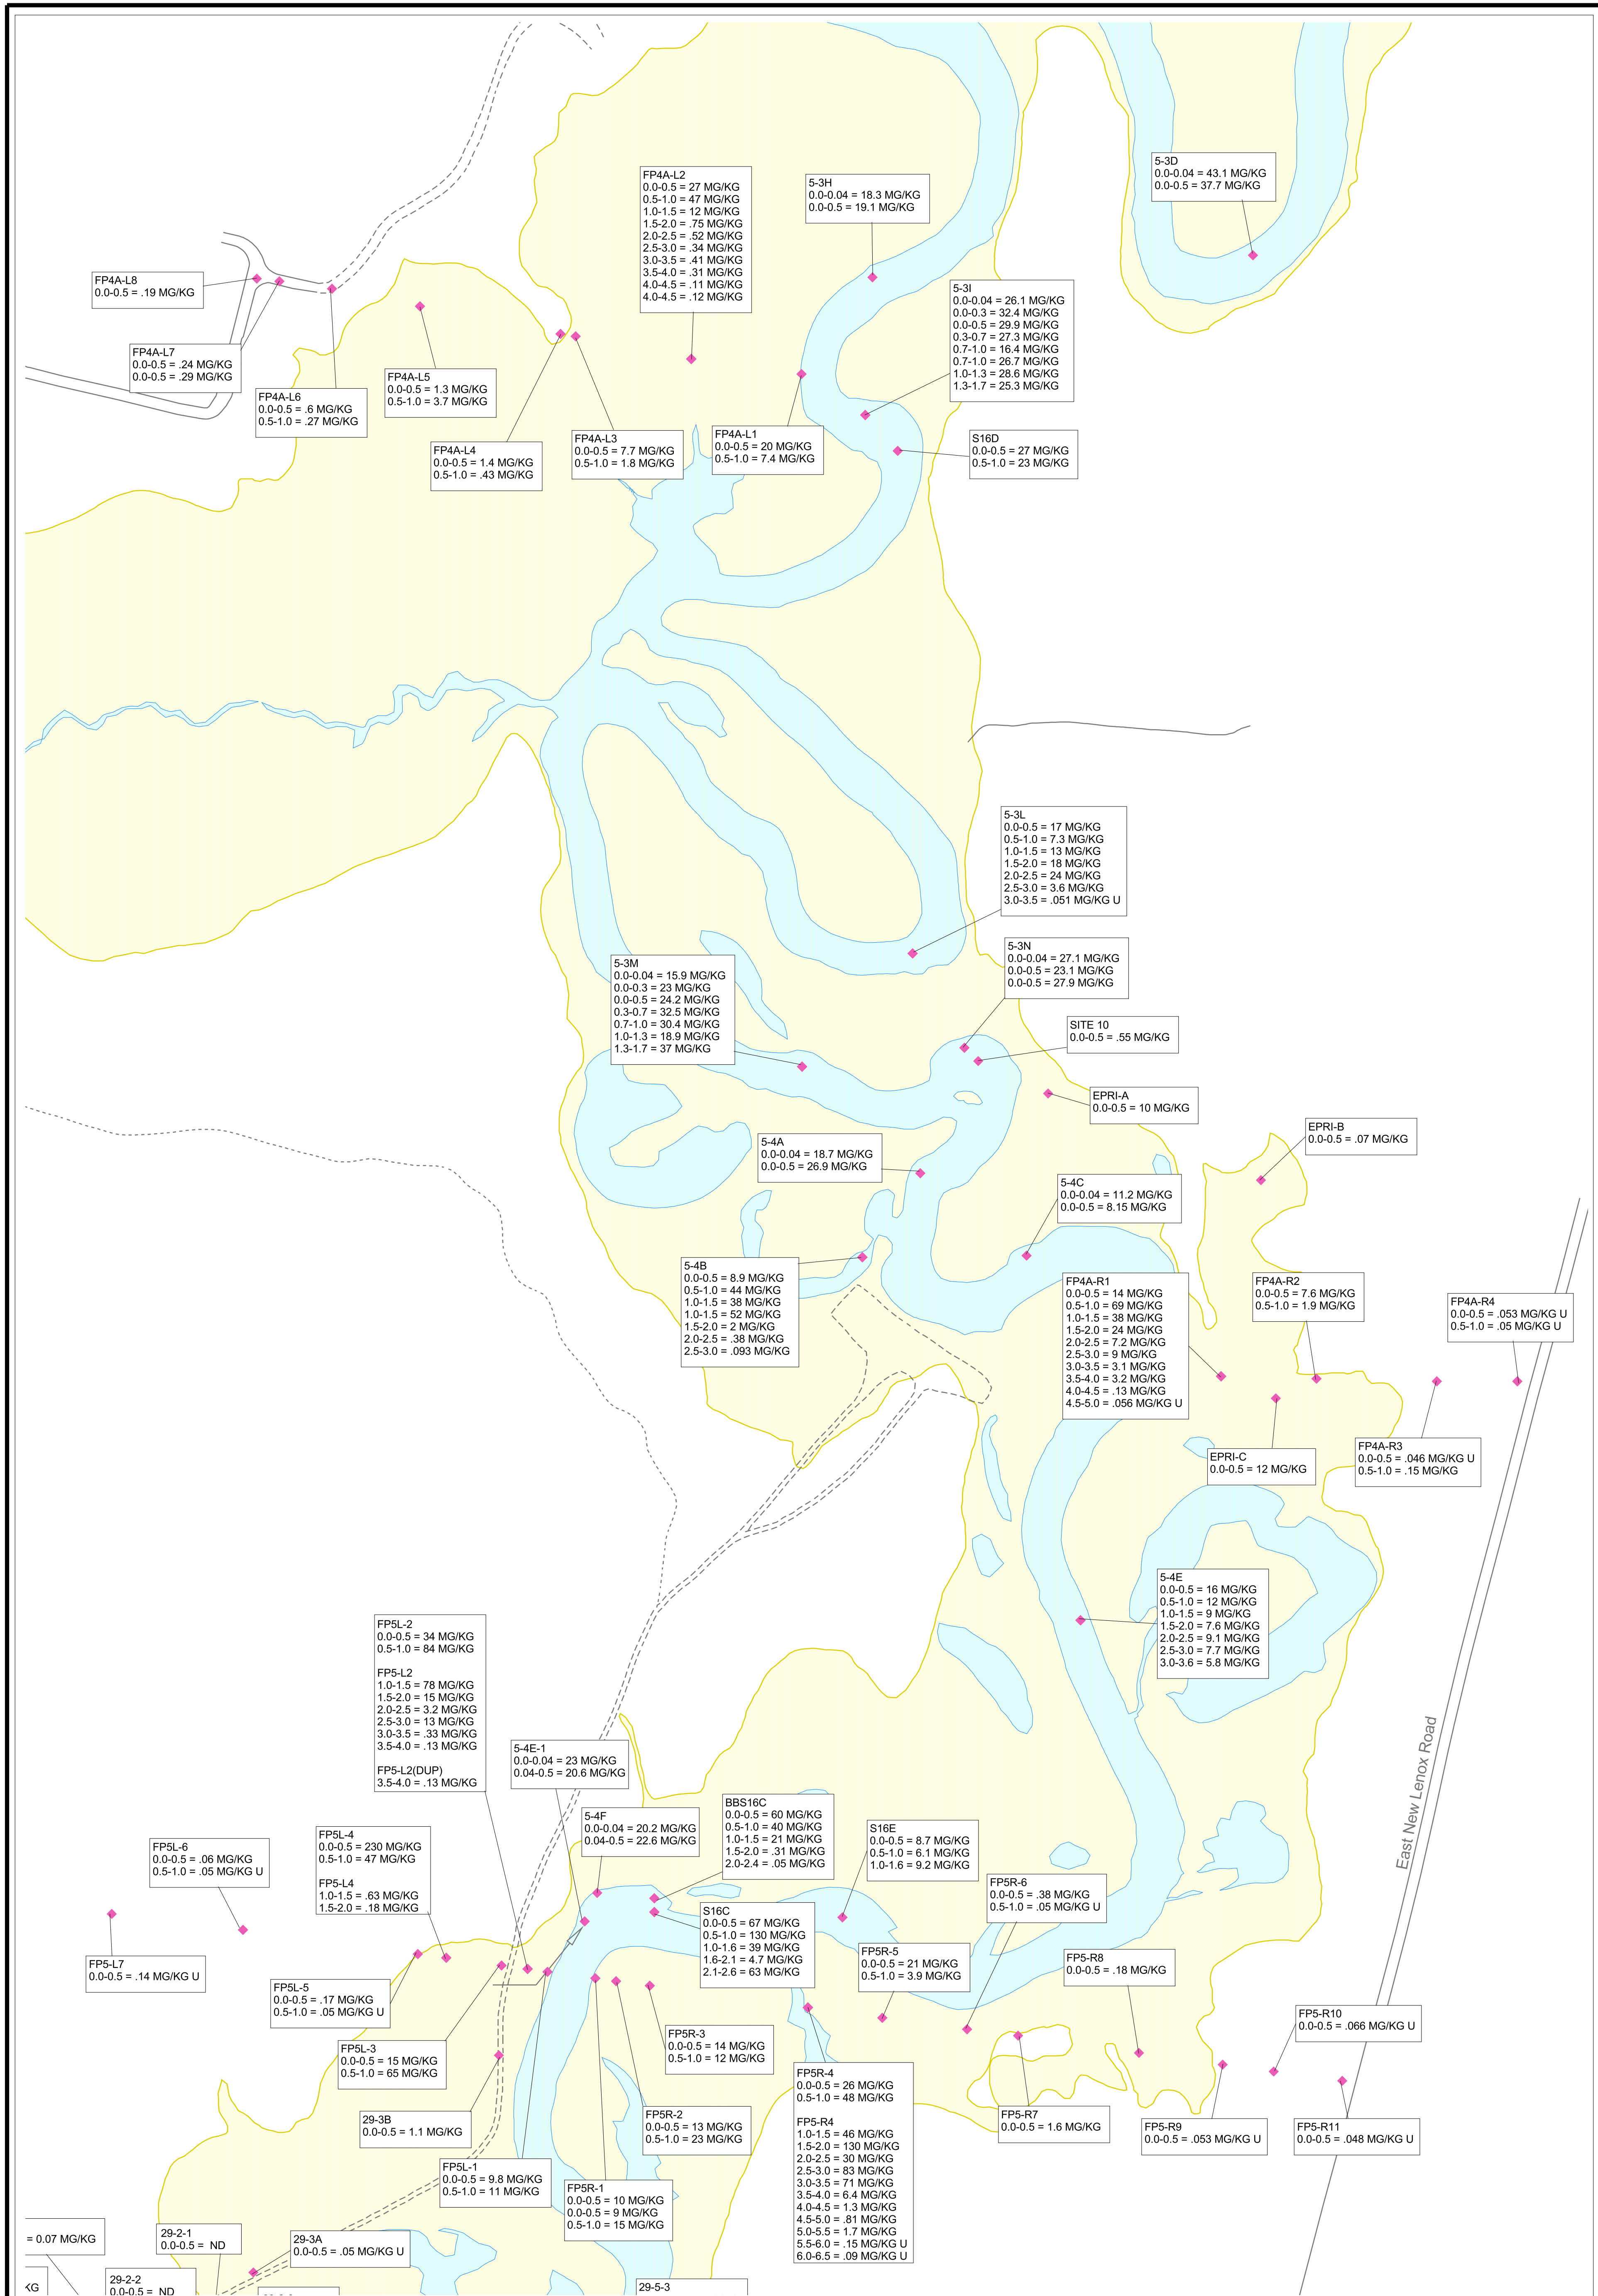 5-3D
0.0-0.04 = 43.1 MG/KG
0.0-0.5 = 37.7 MG/KG
FP4A-L2
0.0-0.5 = 27 MG/KG
0.5-1.0 = 47 MG/KG
1.0-1.5 = 12 MG/KG
1.5-2.0 = .75 MG/KG
2.0-2.5 = .52 MG/KG
2.5-3.0 = .34 MG/KG
3.0-3.5 = .41 MG/KG
3.5-4.0 = .31 MG/KG
4.0-4.5 = .11 MG/KG
4.0-4.5 = .12 MG/KG
5-3H
0.0-0.04 = 18.3 MG/KG
0.0-0.5 = 19.1 MG/KG
FP4A-L8
0.0-0.5 = .19 MG/KG
5-3I
0.0-0.04 = 26.1 MG/KG
0.0-0.3 = 32.4 MG/KG
0.0-0.5 = 29.9 MG/KG
0.3-0.7 = 27.3 MG/KG
0.7-1.0 = 16.4 MG/KG
0.7-1.0 = 26.7 MG/KG
1.0-1.3 = 28.6 MG/KG
1.3-1.7 = 25.3 MG/KG
FP4A-L7
0.0-0.5 = .24 MG/KG
0.0-0.5 = .29 MG/KG
FP4A-L6
0.0-0.5 = .6 MG/KG
0.5-1.0 = .27 MG/KG
FP4A-L5
0.0-0.5 = 1.3 MG/KG
0.5-1.0 = 3.7 MG/KG
FP4A-L4
0.0-0.5 = 1.4 MG/KG
0.5-1.0 = .43 MG/KG
FP4A-L3
0.0-0.5 = 7.7 MG/KG
0.5-1.0 = 1.8 MG/KG
FP4A-L1
0.0-0.5 = 20 MG/KG
0.5-1.0 = 7.4 MG/KG
S16D
0.0-0.5 = 27 MG/KG
0.5-1.0 = 23 MG/KG
5-3L
0.0-0.5 = 17 MG/KG
0.5-1.0 = 7.3 MG/KG
1.0-1.5 = 13 MG/KG
1.5-2.0 = 18 MG/KG
2.0-2.5 = 24 MG/KG
2.5-3.0 = 3.6 MG/KG
3.0-3.5 = .051 MG/KG U
5-3N
0.0-0.04 = 27.1 MG/KG
0.0-0.5 = 23.1 MG/KG
0.0-0.5 = 27.9 MG/KG
5-3M
0.0-0.04 = 15.9 MG/KG
0.0-0.3 = 23 MG/KG
0.0-0.5 = 24.2 MG/KG
0.3-0.7 = 32.5 MG/KG
0.7-1.0 = 30.4 MG/KG
1.0-1.3 = 18.9 MG/KG
1.3-1.7 = 37 MG/KG
SITE 10
0.0-0.5 = .55 MG/KG
EPRI-A
0.0-0.5 = 10 MG/KG
EPRI-B
0.0-0.5 = .07 MG/KG
5-4A
0.0-0.04 = 18.7 MG/KG
0.0-0.5 = 26.9 MG/KG
5-4C
0.0-0.04 = 11.2 MG/KG
0.0-0.5 = 8.15 MG/KG
5-4B
0.0-0.5 = 8.9 MG/KG
0.5-1.0 = 44 MG/KG
1.0-1.5 = 38 MG/KG
1.0-1.5 = 52 MG/KG
1.5-2.0 = 2 MG/KG
2.0-2.5 = .38 MG/KG
2.5-3.0 = .093 MG/KG
FP4A-R1
0.0-0.5 = 14 MG/KG
0.5-1.0 = 69 MG/KG
1.0-1.5 = 38 MG/KG
1.5-2.0 = 24 MG/KG
2.0-2.5 = 7.2 MG/KG
2.5-3.0 = 9 MG/KG
3.0-3.5 = 3.1 MG/KG
3.5-4.0 = 3.2 MG/KG
4.0-4.5 = .13 MG/KG
4.5-5.0 = .056 MG/KG U
FP4A-R2
0.0-0.5 = 7.6 MG/KG
0.5-1.0 = 1.9 MG/KG
FP4A-R4
0.0-0.5 = .053 MG/KG U
0.5-1.0 = .05 MG/KG U
FP4A-R3
0.0-0.5 = .046 MG/KG U
0.5-1.0 = .15 MG/KG
EPRI-C
0.0-0.5 = 12 MG/KG
5-4E
0.0-0.5 = 16 MG/KG
0.5-1.0 = 12 MG/KG
1.0-1.5 = 9 MG/KG
1.5-2.0 = 7.6 MG/KG
2.0-2.5 = 9.1 MG/KG
2.5-3.0 = 7.7 MG/KG
3.0-3.6 = 5.8 MG/KG
East New Lenox Road
FP5L-2
0.0-0.5 = 34 MG/KG
0.5-1.0 = 84 MG/KG
FP5-L2
1.0-1.5 = 78 MG/KG
1.5-2.0 = 15 MG/KG
2.0-2.5 = 3.2 MG/KG
2.5-3.0 = 13 MG/KG
3.0-3.5 = .33 MG/KG
3.5-4.0 = .13 MG/KG
FP5-L2(DUP)
3.5-4.0 = .13 MG/KG
5-4E-1
0.0-0.04 = 23 MG/KG
0.04-0.5 = 20.6 MG/KG
5-4F
0.0-0.04 = 20.2 MG/KG
0.04-0.5 = 22.6 MG/KG
BBS16C
0.0-0.5 = 60 MG/KG
0.5-1.0 = 40 MG/KG
1.0-1.5 = 21 MG/KG
1.5-2.0 = .31 MG/KG
2.0-2.4 = .05 MG/KG
S16E
0.0-0.5 = 8.7 MG/KG
0.5-1.0 = 6.1 MG/KG
1.0-1.6 = 9.2 MG/KG
FP5L-6
0.0-0.5 = .06 MG/KG
0.5-1.0 = .05 MG/KG U
FP5L-4
0.0-0.5 = 230 MG/KG
0.5-1.0 = 47 MG/KG
FP5-L4
1.0-1.5 = .63 MG/KG
1.5-2.0 = .18 MG/KG
FP5R-6
0.0-0.5 = .38 MG/KG
0.5-1.0 = .05 MG/KG U
S16C
0.0-0.5 = 67 MG/KG
0.5-1.0 = 130 MG/KG
1.0-1.6 = 39 MG/KG
1.6-2.1 = 4.7 MG/KG
2.1-2.6 = 63 MG/KG
FP5R-5
0.0-0.5 = 21 MG/KG
0.5-1.0 = 3.9 MG/KG
FP5-R8
0.0-0.5 = .18 MG/KG
FP5-L7
0.0-0.5 = .14 MG/KG U
FP5L-5
0.0-0.5 = .17 MG/KG
0.5-1.0 = .05 MG/KG U
FP5-R10
0.0-0.5 = .066 MG/KG U
FP5R-3
0.0-0.5 = 14 MG/KG
0.5-1.0 = 12 MG/KG
FP5L-3
0.0-0.5 = 15 MG/KG
0.5-1.0 = 65 MG/KG
FP5R-4
0.0-0.5 = 26 MG/KG
0.5-1.0 = 48 MG/KG
FP5-R4
1.0-1.5 = 46 MG/KG
1.5-2.0 = 130 MG/KG
2.0-2.5 = 30 MG/KG
2.5-3.0 = 83 MG/KG
3.0-3.5 = 71 MG/KG
3.5-4.0 = 6.4 MG/KG
4.0-4.5 = 1.3 MG/KG
4.5-5.0 = .81 MG/KG
5.0-5.5 = 1.7 MG/KG
5.5-6.0 = .15 MG/KG U
6.0-6.5 = .09 MG/KG U
29-3B
0.0-0.5 = 1.1 MG/KG
FP5R-2
0.0-0.5 = 13 MG/KG
0.5-1.0 = 23 MG/KG
FP5-R7
0.0-0.5 = 1.6 MG/KG
FP5-R9
0.0-0.5 = .053 MG/KG U
FP5-R11
0.0-0.5 = .048 MG/KG U
FP5L-1
0.0-0.5 = 9.8 MG/KG
0.5-1.0 = 11 MG/KG
FP5R-1
0.0-0.5 = 10 MG/KG
0.0-0.5 = 9 MG/KG
0.5-1.0 = 15 MG/KG
= 0.07 MG/KG
29-2-1
0.0-0.5 = ND
29-3A
0.0-0.5 = .05 MG/KG U
29-2-2
0.0-0.5 = ND
29-5-3